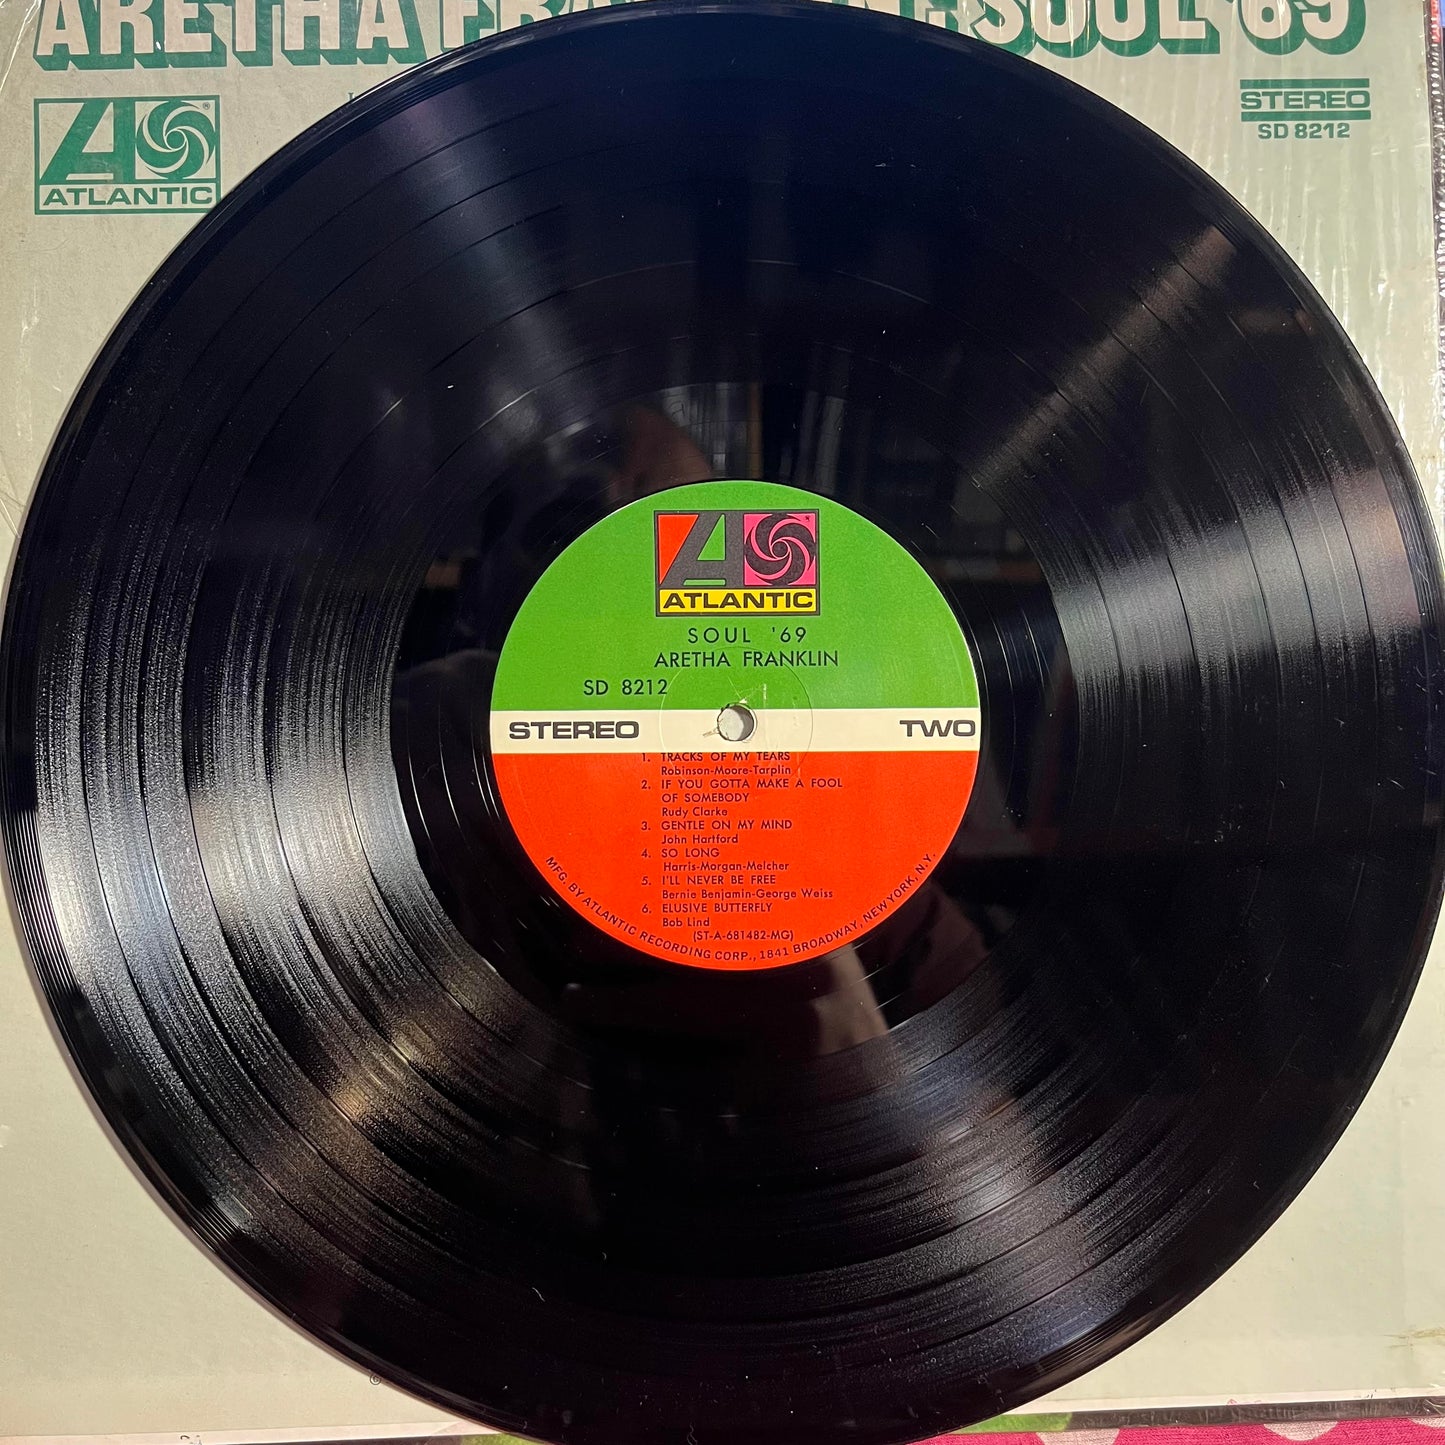 ARETHA FRA SOUL '69
ATLANTIC
®
STEREO
SD 8212
ATLANTIC
SOUL '69
ARETHA FRANKLIN
SD 8212
STEREO TWO
1. TRACKS OF MY TEARS
Robinson-Moore-Tarplin
2. IF YOU GOTTA MAKE A FOOL
OF SOMEBODY
Rudy Clarke
3. GENTLE ON MY MIND
John Hartford
4. SO LONG
Harris-Morgan-Melcher
5. I'LL NEVER BE FREE
Bernie Benjamin-George Weiss
6. ELUSIVE BUTTERFLY
Bob Lind
(ST-A-681482-MG)
MFG. BY ATLANTIC RECORDING CORP., 1841 BROADWAY, NEW YORK, N.Y.
©